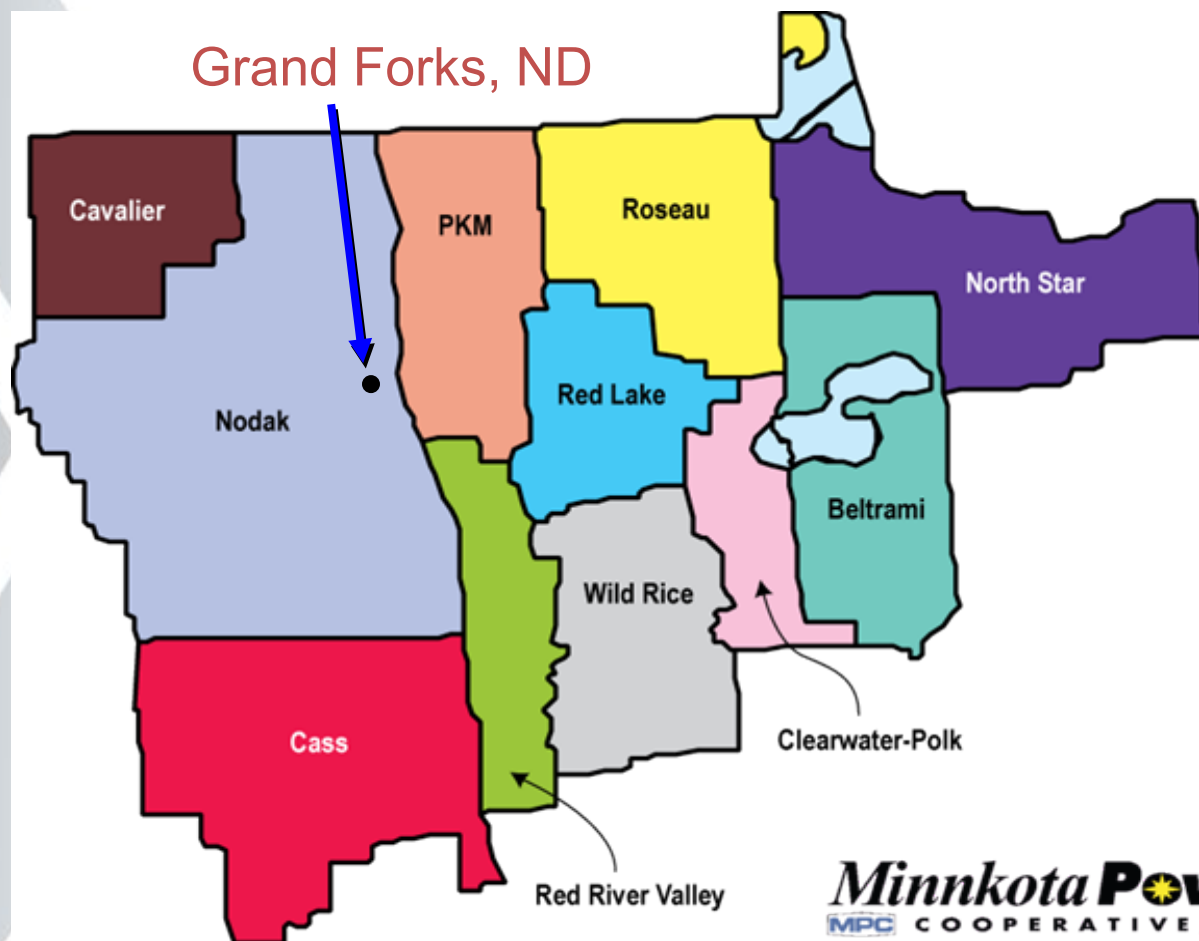 Grand Forks, ND
Cavalier
PKM
Roseau
North Star
Red Lake
Nodak
Beltrami
Wild Rice
Cass
Clearwater-Polk
Red River Valley
Minnkota
MPC COOPERATIVE